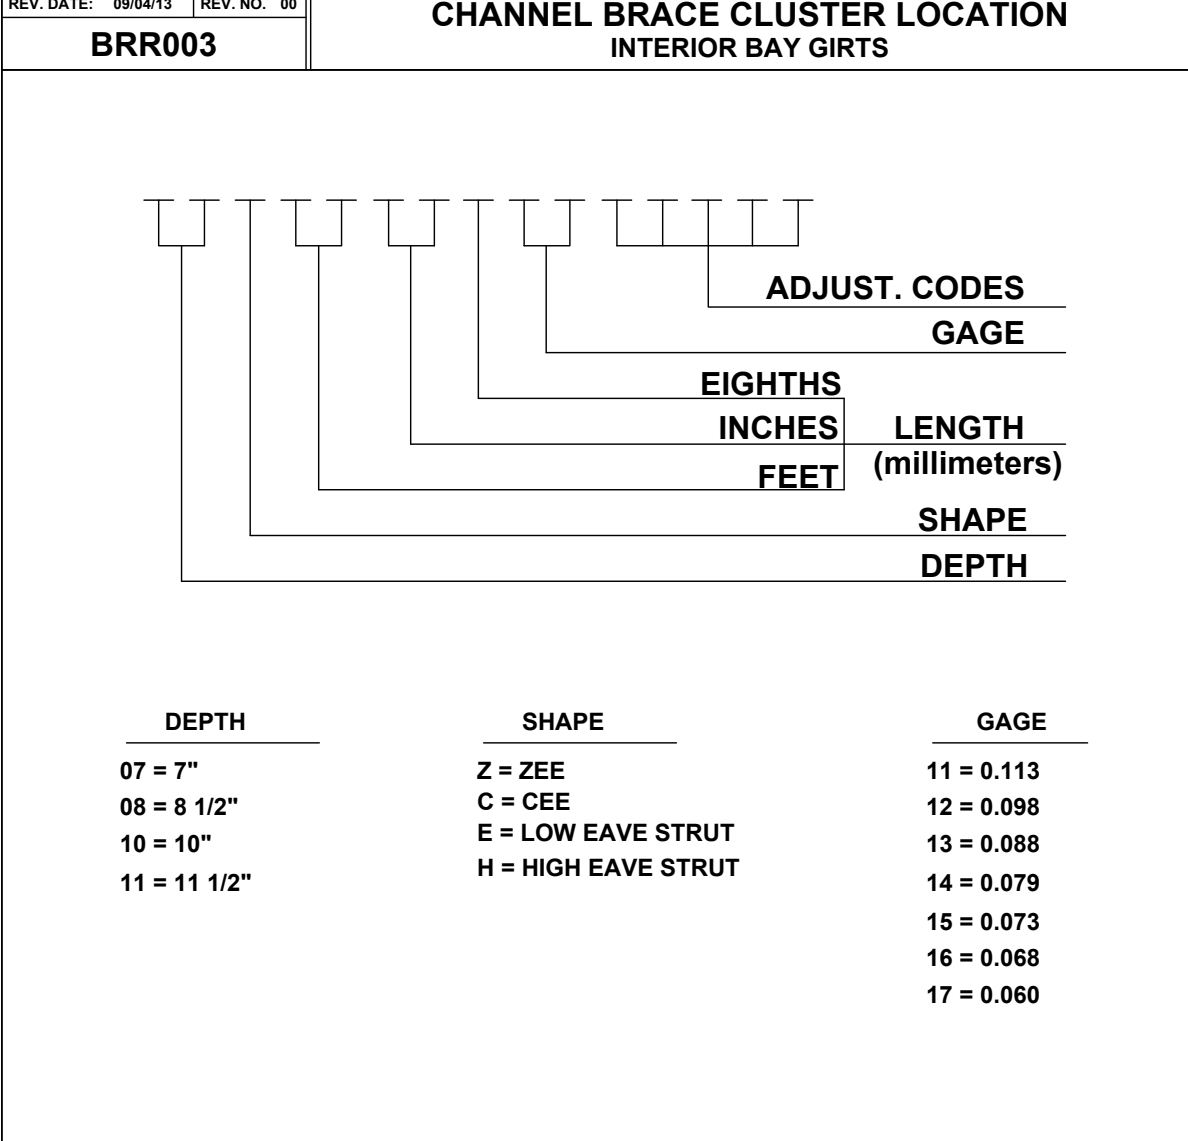 REV. DATE: 09/04/13 REV. NO. 00
BRR003
CHANNEL BRACE CLUSTER LOCATION
INTERIOR BAY GIRTS
ADJUST. CODES
GAGE
EIGHTHS
INCHES LENGTH
(millimeters)
FEET
SHAPE
DEPTH
DEPTH
07 = 7"
08 = 8 1/2"
10 = 10"
11 = 11 1/2"
SHAPE
Z = ZEE
C = CEE
E = LOW EAVE STRUT
H = HIGH EAVE STRUT
GAGE
11 = 0.113
12 = 0.098
13 = 0.088
14 = 0.079
15 = 0.073
16 = 0.068
17 = 0.060